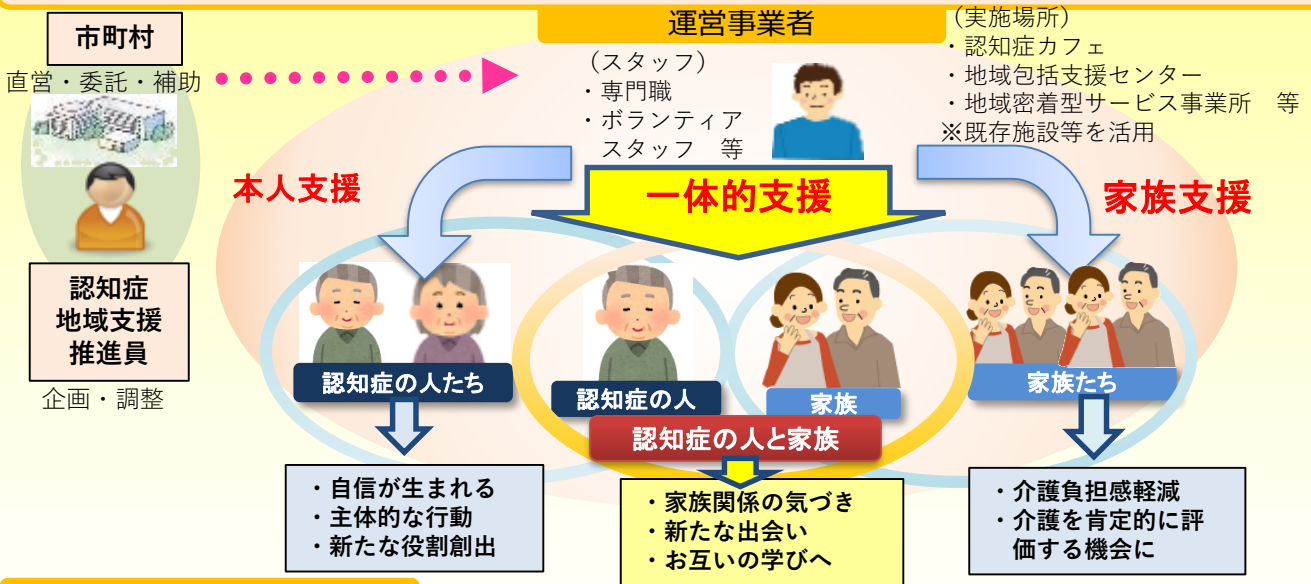 市町村
直営・委託・補助
認知症
地域支援
推進員
企画・調整
運営事業者
(スタッフ)
・専門職
・ボランティア
スタッフ 等
(実施場所)
・認知症カフェ
・地域包括支援センター
・地域密着型サービス事業所 等
※既存施設等を活用
本人支援
一体的支援
家族支援
認知症の人たち
認知症の人
家族
認知症の人と家族
家族たち
・自信が生まれる
・主体的な行動
・新たな役割創出
・家族関係の気づき
・新たな出会い
・お互いの学びへ
・介護負担感軽減
・介護を肯定的に評
価する機会に